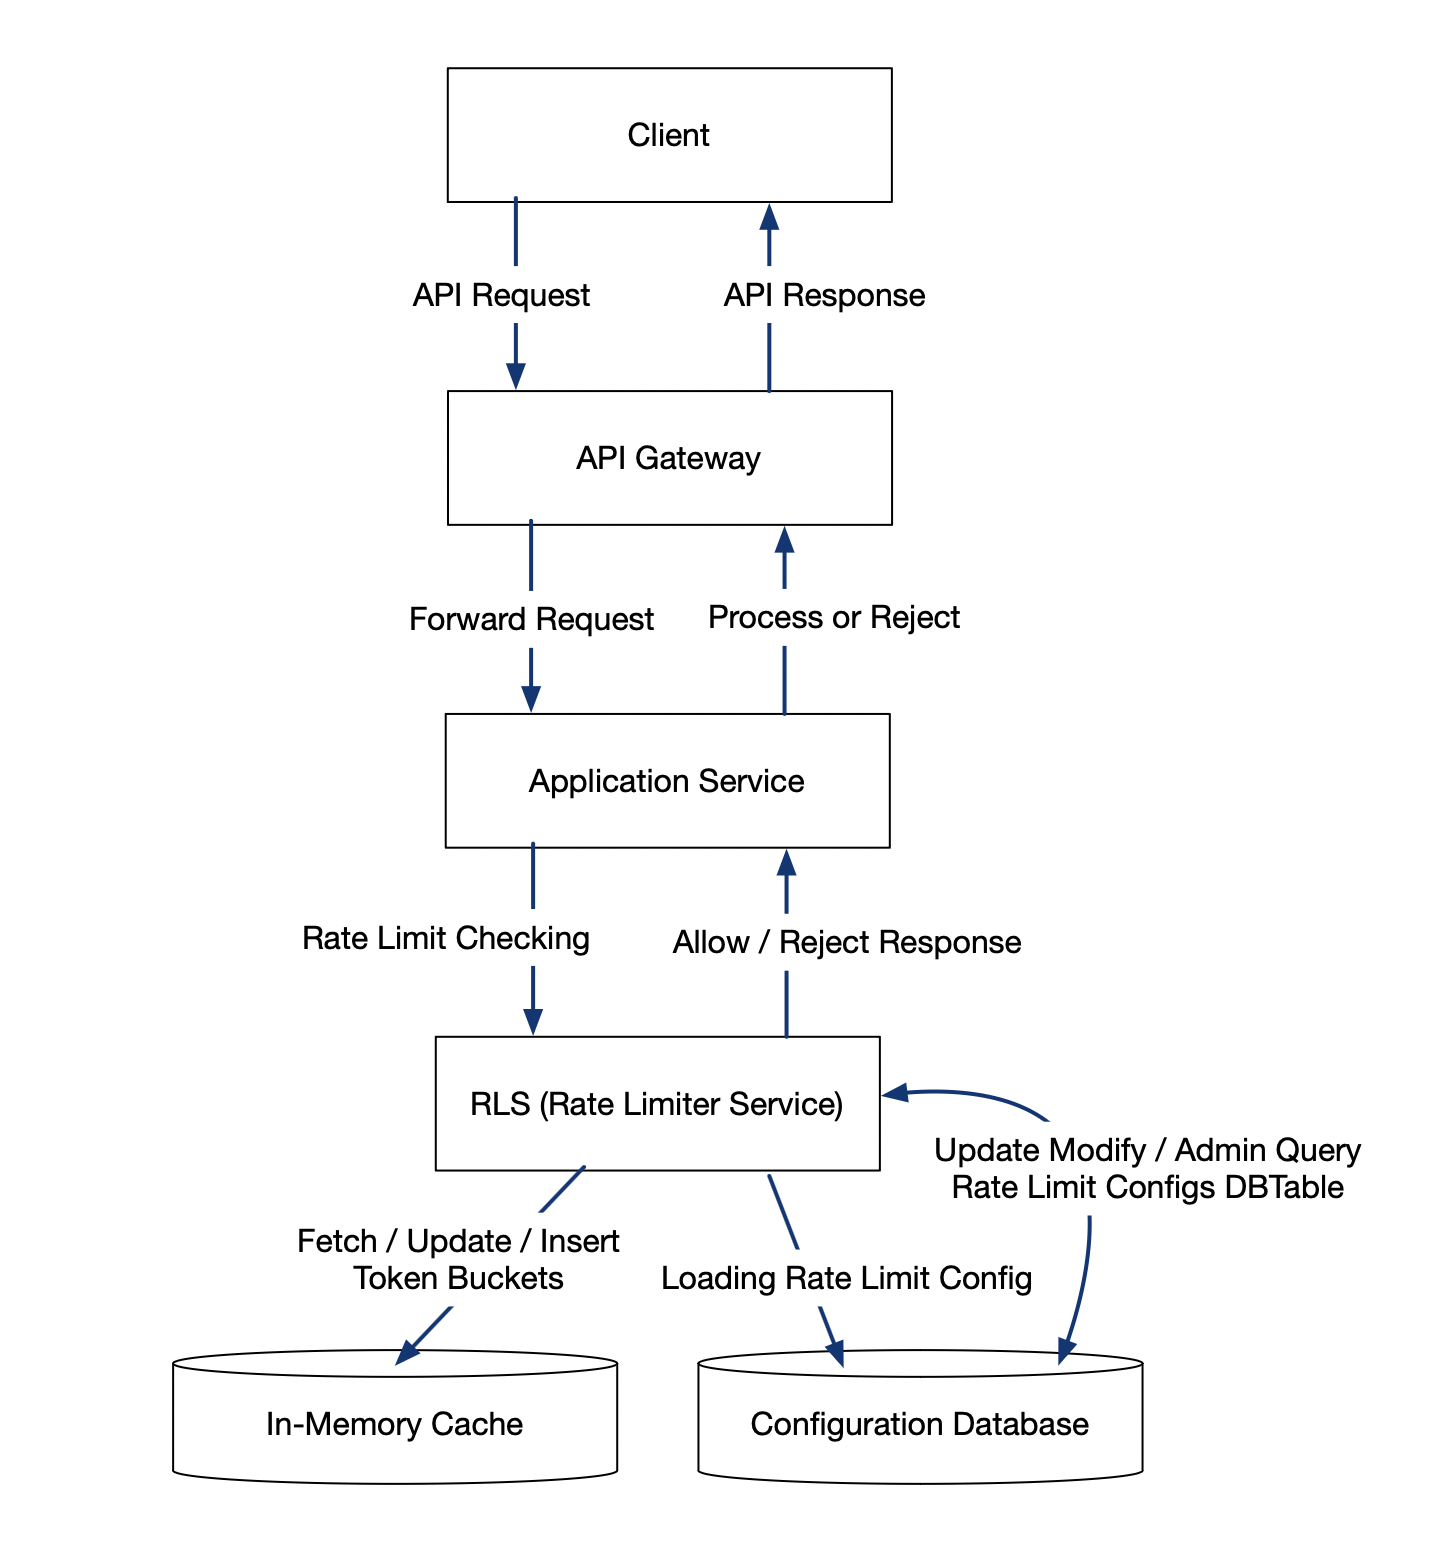 Client
API Request
API Response
API Gateway
Forward Request
Process or Reject
Application Service
Rate Limit Checking
Allow / Reject Response
RLS (Rate Limiter Service)
Update Modify / Admin Query
Rate Limit Configs DBTable
Fetch / Update / Insert
Token Buckets
Loading Rate Limit Config
In-Memory Cache
Configuration Database